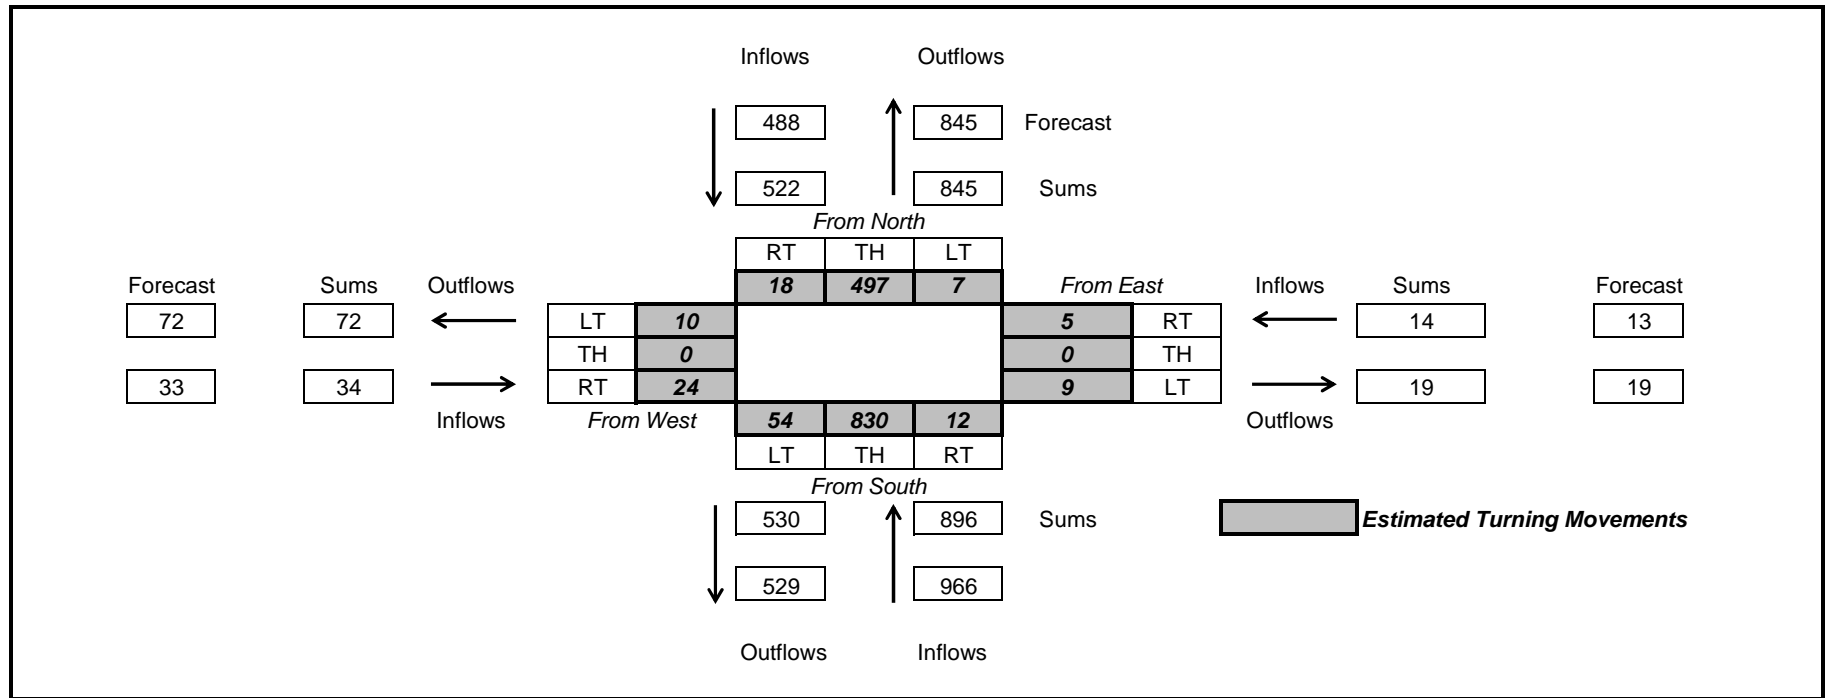 Inflows Outflows
488 845 Forecast
522 845 Sums
From North
RT TH LT
Forecast Sums Outflows 18 497 7 From East Inflows Sums Forecast
72 72 LT 10 5 RT 14 13
TH 0 0 TH
33 34 RT 24 9 LT 19 19
Inflows From West 54 830 12 Outflows
LT TH RT
From South
530 896 Sums Estimated Turning Movements
529 966
Outflows Inflows